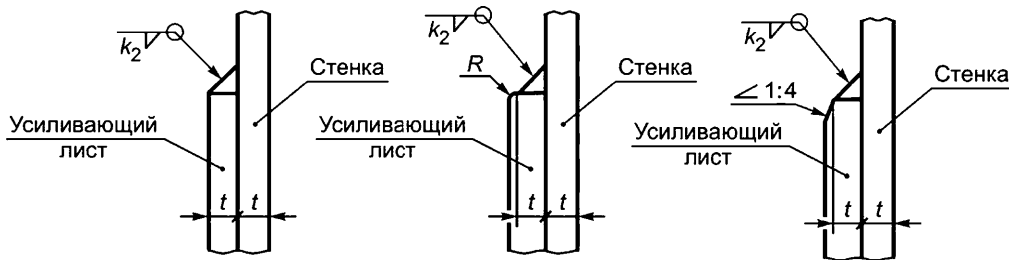 k2
Стенка
Усиливающий
лист
t t
k2
R
Стенка
Усиливающий
лист
t t
k2
∠ 1:4
Стенка
Усиливающий
лист
t t